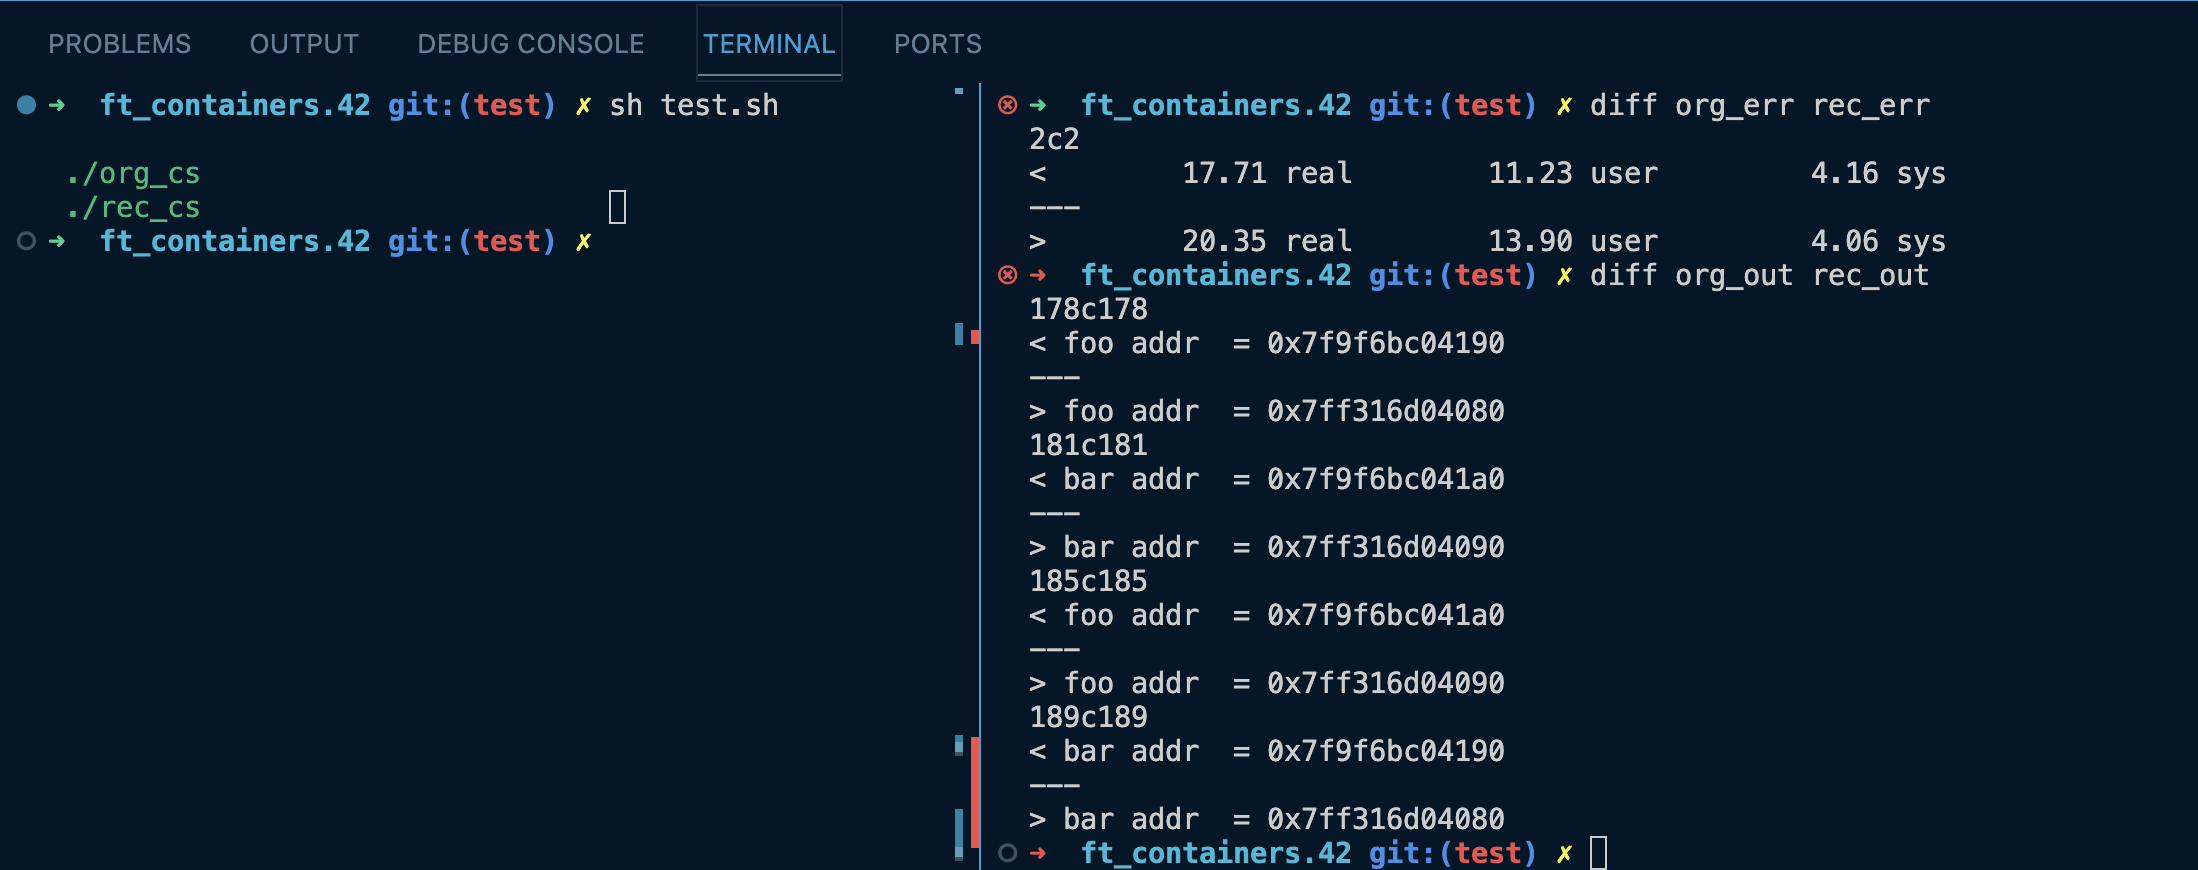 PROBLEMS OUTPUT DEBUG CONSOLE TERMINAL PORTS
➜  ft_containers.42 git:(test) ✗ sh test.sh

./org_cs
./rec_cs
➜  ft_containers.42 git:(test) ✗
➜  ft_containers.42 git:(test) ✗ diff org_err rec_err
2c2
<        17.71 real        11.23 user         4.16 sys
---
>        20.35 real        13.90 user         4.06 sys
➜  ft_containers.42 git:(test) ✗ diff org_out rec_out
178c178
< foo addr  = 0x7f9f6bc04190
---
> foo addr  = 0x7ff316d04080
181c181
< bar addr  = 0x7f9f6bc041a0
---
> bar addr  = 0x7ff316d04090
185c185
< foo addr  = 0x7f9f6bc041a0
---
> foo addr  = 0x7ff316d04090
189c189
< bar addr  = 0x7f9f6bc04190
---
> bar addr  = 0x7ff316d04080
➜  ft_containers.42 git:(test) ✗